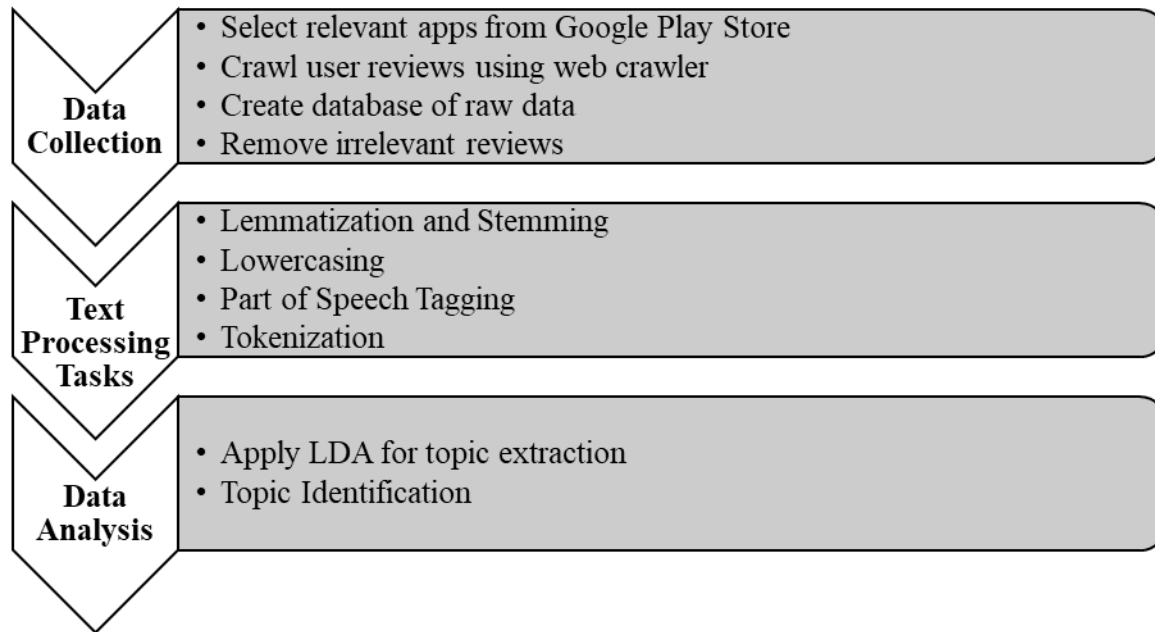 Data
Collection
• Select relevant apps from Google Play Store
• Crawl user reviews using web crawler
• Create database of raw data
• Remove irrelevant reviews
Text
Processing
Tasks
• Lemmatization and Stemming
• Lowercasing
• Part of Speech Tagging
• Tokenization
Data
Analysis
• Apply LDA for topic extraction
• Topic Identification